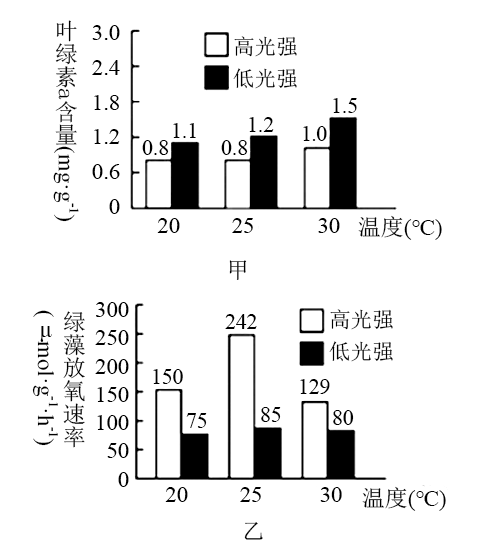 叶绿素a含量(mg·g⁻¹)
3.0
2.4
1.8
1.2
0.6
0
高光强
低光强
0.8 1.1 0.8 1.2 1.0 1.5
20 25 30 温度(℃)
甲
绿藻放氧速率
(μ-mol·g⁻¹·h⁻¹)
300
250
200
150
100
50
0
高光强
低光强
150 75 242 85 129 80
20 25 30 温度(℃)
乙